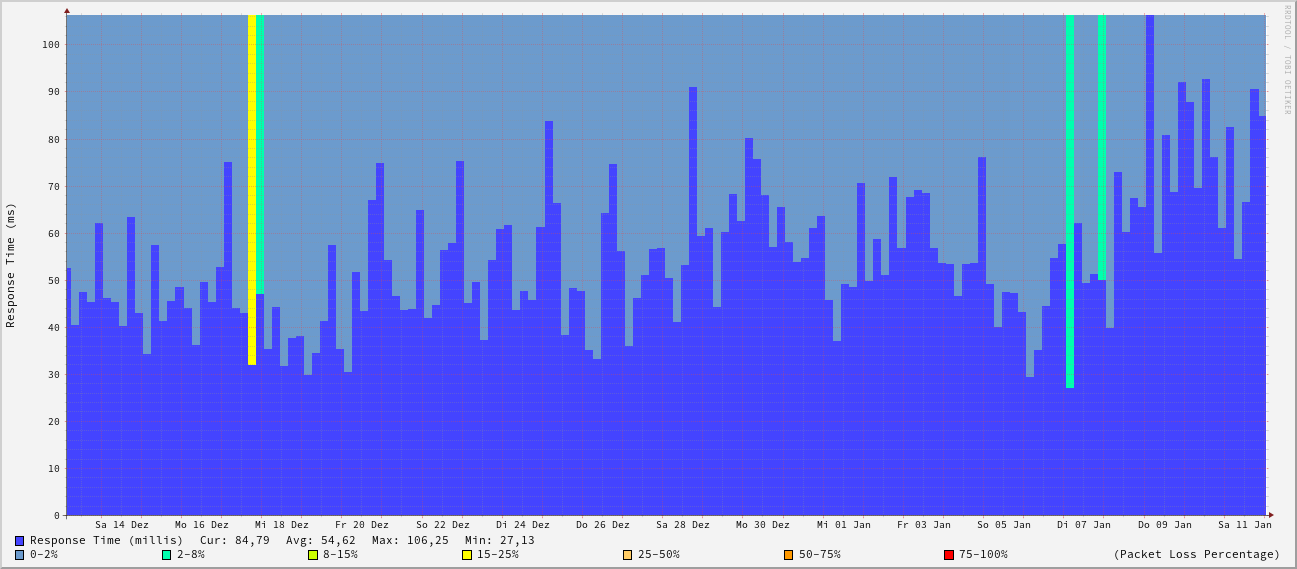 RRDTOOL / TOBI OETIKER
Response Time (ms)
100
90
80
70
60
50
40
30
20
10
0
Sa 14 Dez Mo 16 Dez Mi 18 Dez Fr 20 Dez So 22 Dez Di 24 Dez Do 26 Dez Sa 28 Dez Mo 30 Dez Mi 01 Jan Fr 03 Jan So 05 Jan Di 07 Jan Do 09 Jan Sa 11 Jan
Response Time (millis) Cur: 84,79 Avg: 54,62 Max: 106,25 Min: 27,13
0-2% 2-8% 8-15% 15-25% 25-50% 50-75% 75-100% (Packet Loss Percentage)